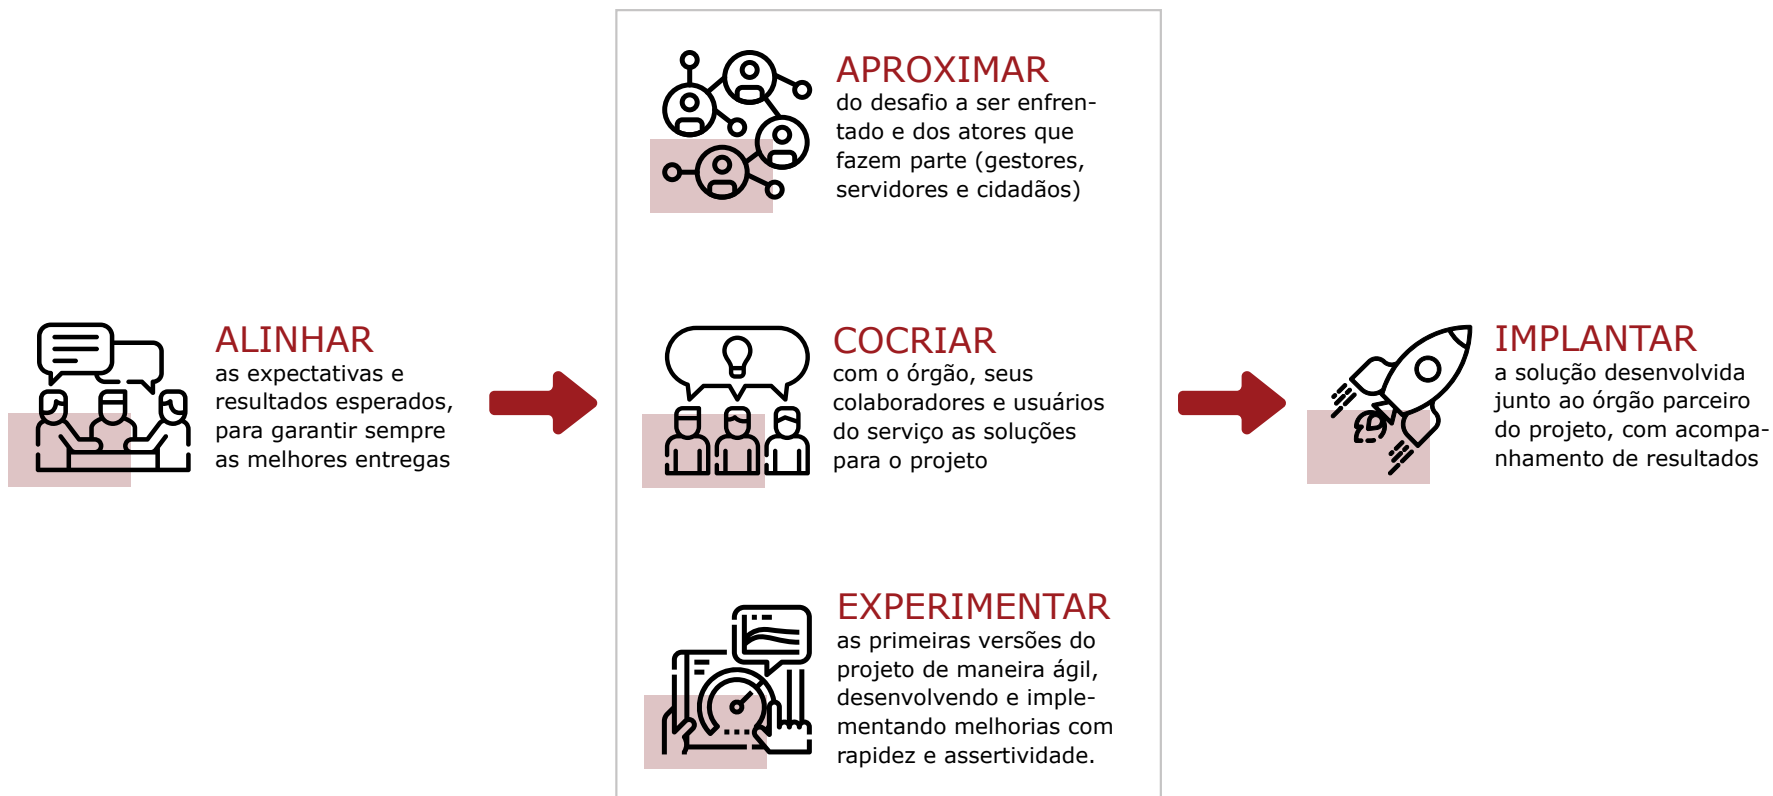 ALINHAR
as expectativas e
resultados esperados,
para garantir sempre
as melhores entregas
APROXIMAR
do desafio a ser enfren-
tado e dos atores que
fazem parte (gestores,
servidores e cidadãos)
COCRIAR
com o órgão, seus
colaboradores e usuários
do serviço as soluções
para o projeto
EXPERIMENTAR
as primeiras versões do
projeto de maneira ágil,
desenvolvendo e imple-
mentando melhorias com
rapidez e assertividade.
IMPLANTAR
a solução desenvolvida
junto ao órgão parceiro
do projeto, com acompa-
nhamento de resultados